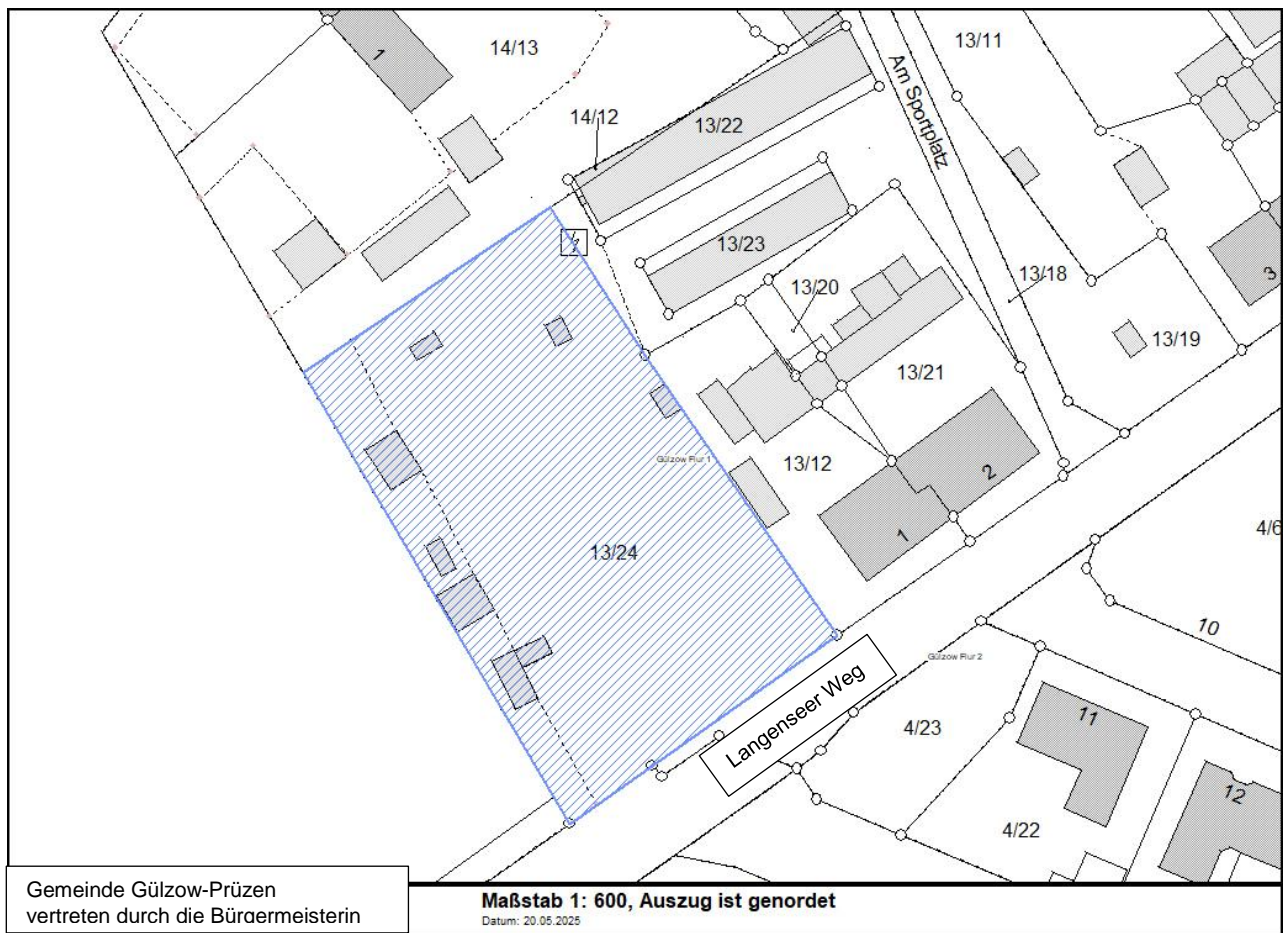 14/13
13/11
1
Am Sportplatz
14/12
13/22
13/23
13/18
3
13/20
13/19
13/21
Gülzow Flur 1
13/12
2
1
4/6
13/24
10
Gülzow Flur 2
Langenseer Weg
11
4/23
12
4/22
Gemeinde Gülzow-Prüzen
vertreten durch die Bürgermeisterin
Maßstab 1: 600, Auszug ist genordet
Datum: 20.05.2025